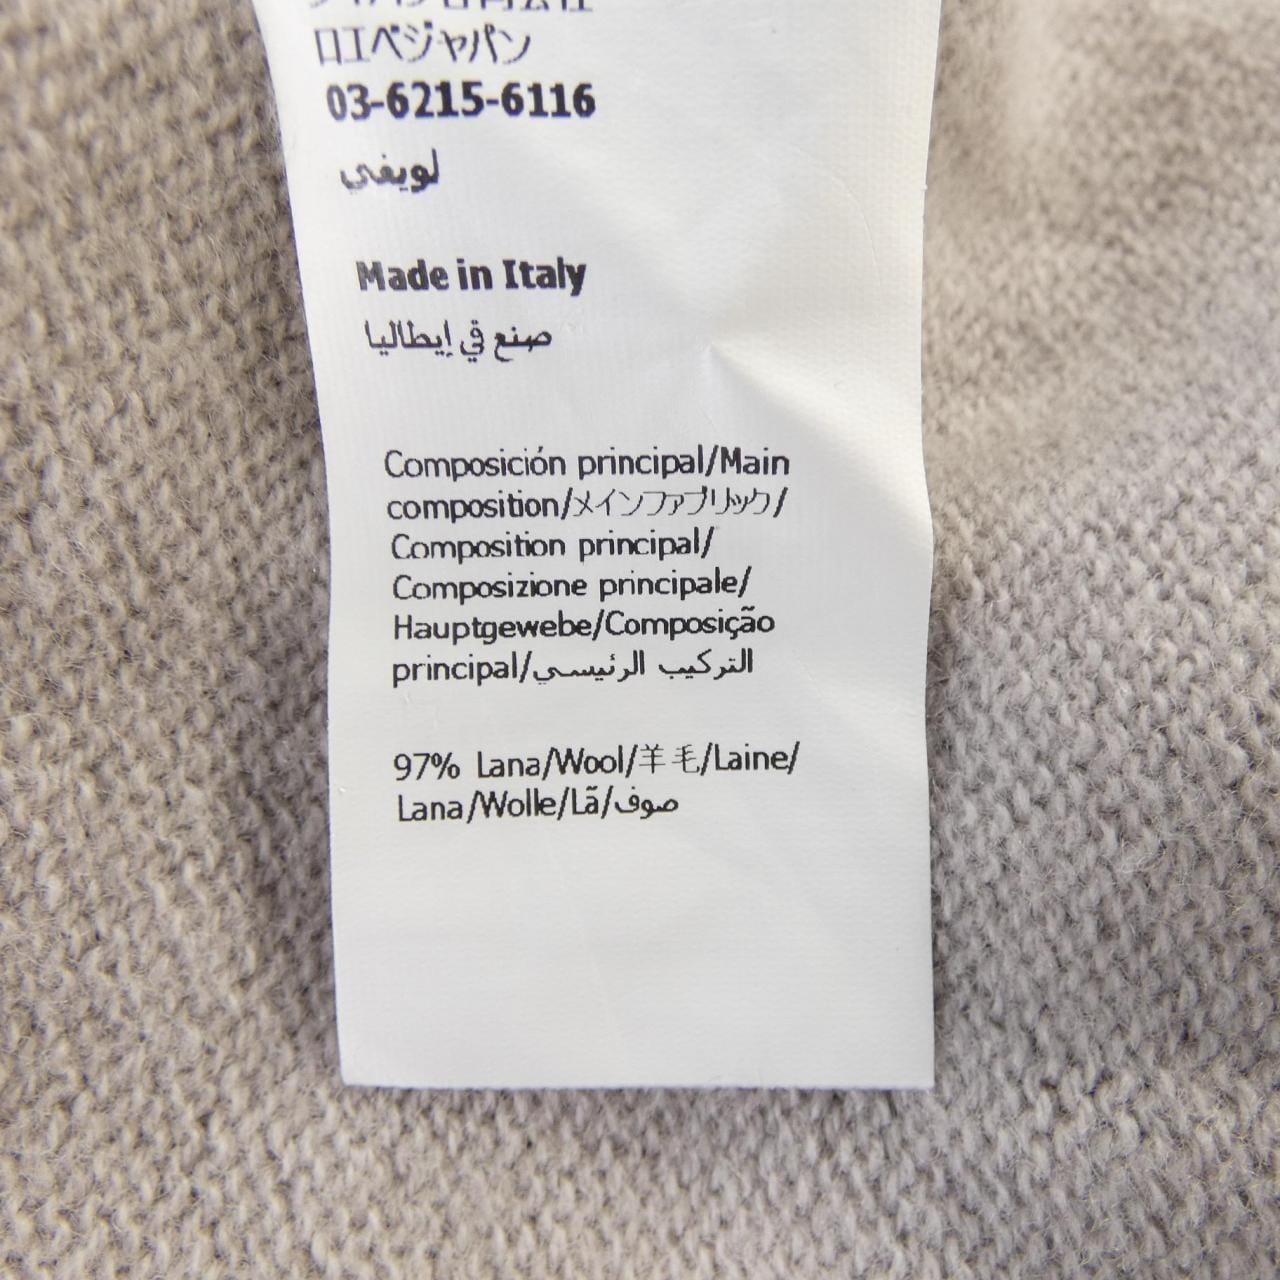 ロエベジャパン
03-6215-6116
لويفي
Made in Italy
صنع في إيطاليا
Composición principal/Main
composition/メインファブリック/
Composition principal/
Composizione principale/
Hauptgewebe/Composição
principal/التركيب الرئيسي
97% Lana/Wool/羊毛/Laine/
Lana/Wolle/Lã/صوف